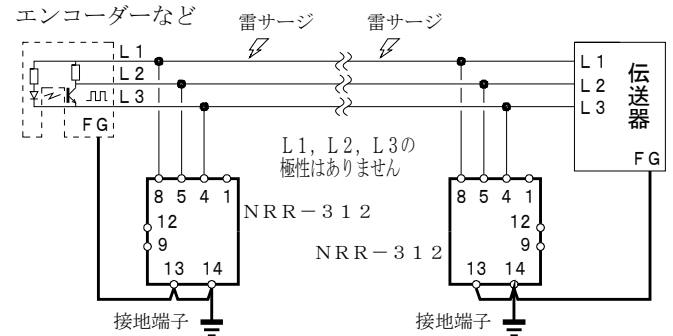 エンコーダーなど
雷サージ 雷サージ
L1
L2
L3
FG
L1
L2
L3
伝送器
FG
L1, L2, L3の
極性はありません
8 5 4 1
12
9
13 14
NRR-312
8 5 4 1
12
9
13 14
NRR-312
接地端子
接地端子